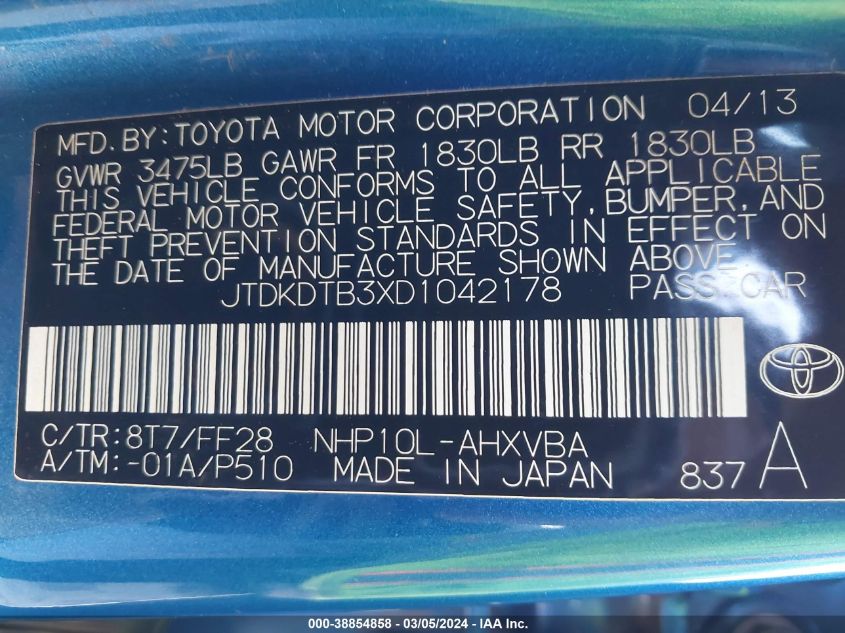 MFD. BY: TOYOTA MOTOR CORPORATION 04/13
GVWR 3475LB GAWR FR 1830LB RR 1830LB
THIS VEHICLE CONFORMS TO ALL APPLICABLE
FEDERAL MOTOR VEHICLE SAFETY, BUMPER, AND
THEFT PREVENTION STANDARDS IN EFFECT ON
THE DATE OF MANUFACTURE SHOWN ABOVE
JTDKDTB3XD1042178 PASS. CAR
C/TR: 8T7/FF28 NHP10L-AHXVBA
A/TM: -01A/P510 MADE IN JAPAN 837 A
000-38854858 - 03/05/2024 - IAA Inc.